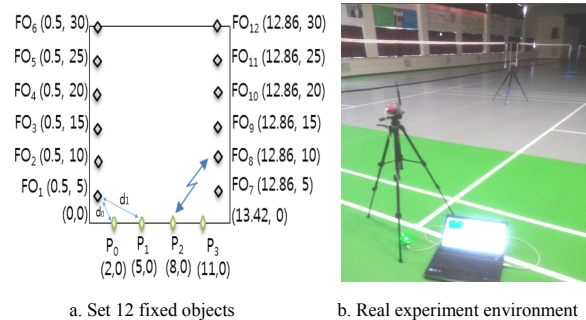 FO6 (0.5, 30) FO12 (12.86, 30)
FO5 (0.5, 25) FO11 (12.86, 25)
FO4 (0.5, 20) FO10 (12.86, 20)
FO3 (0.5, 15) FO9 (12.86, 15)
FO2 (0.5, 10) FO8 (12.86, 10)
FO1 (0.5, 5) FO7 (12.86, 5)
d1
(0,0) d0 (13.42, 0)
P0 P1 P2 P3
(2,0) (5,0) (8,0) (11,0)
a. Set 12 fixed objects b. Real experiment environment